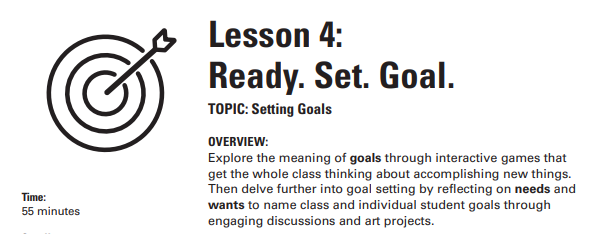 Lesson 4:
Ready. Set. Goal.
TOPIC: Setting Goals
OVERVIEW:
Explore the meaning of goals through interactive games that
get the whole class thinking about accomplishing new things.
Then delve further into goal setting by reflecting on needs and
wants to name class and individual student goals through
engaging discussions and art projects.
Time:
55 minutes